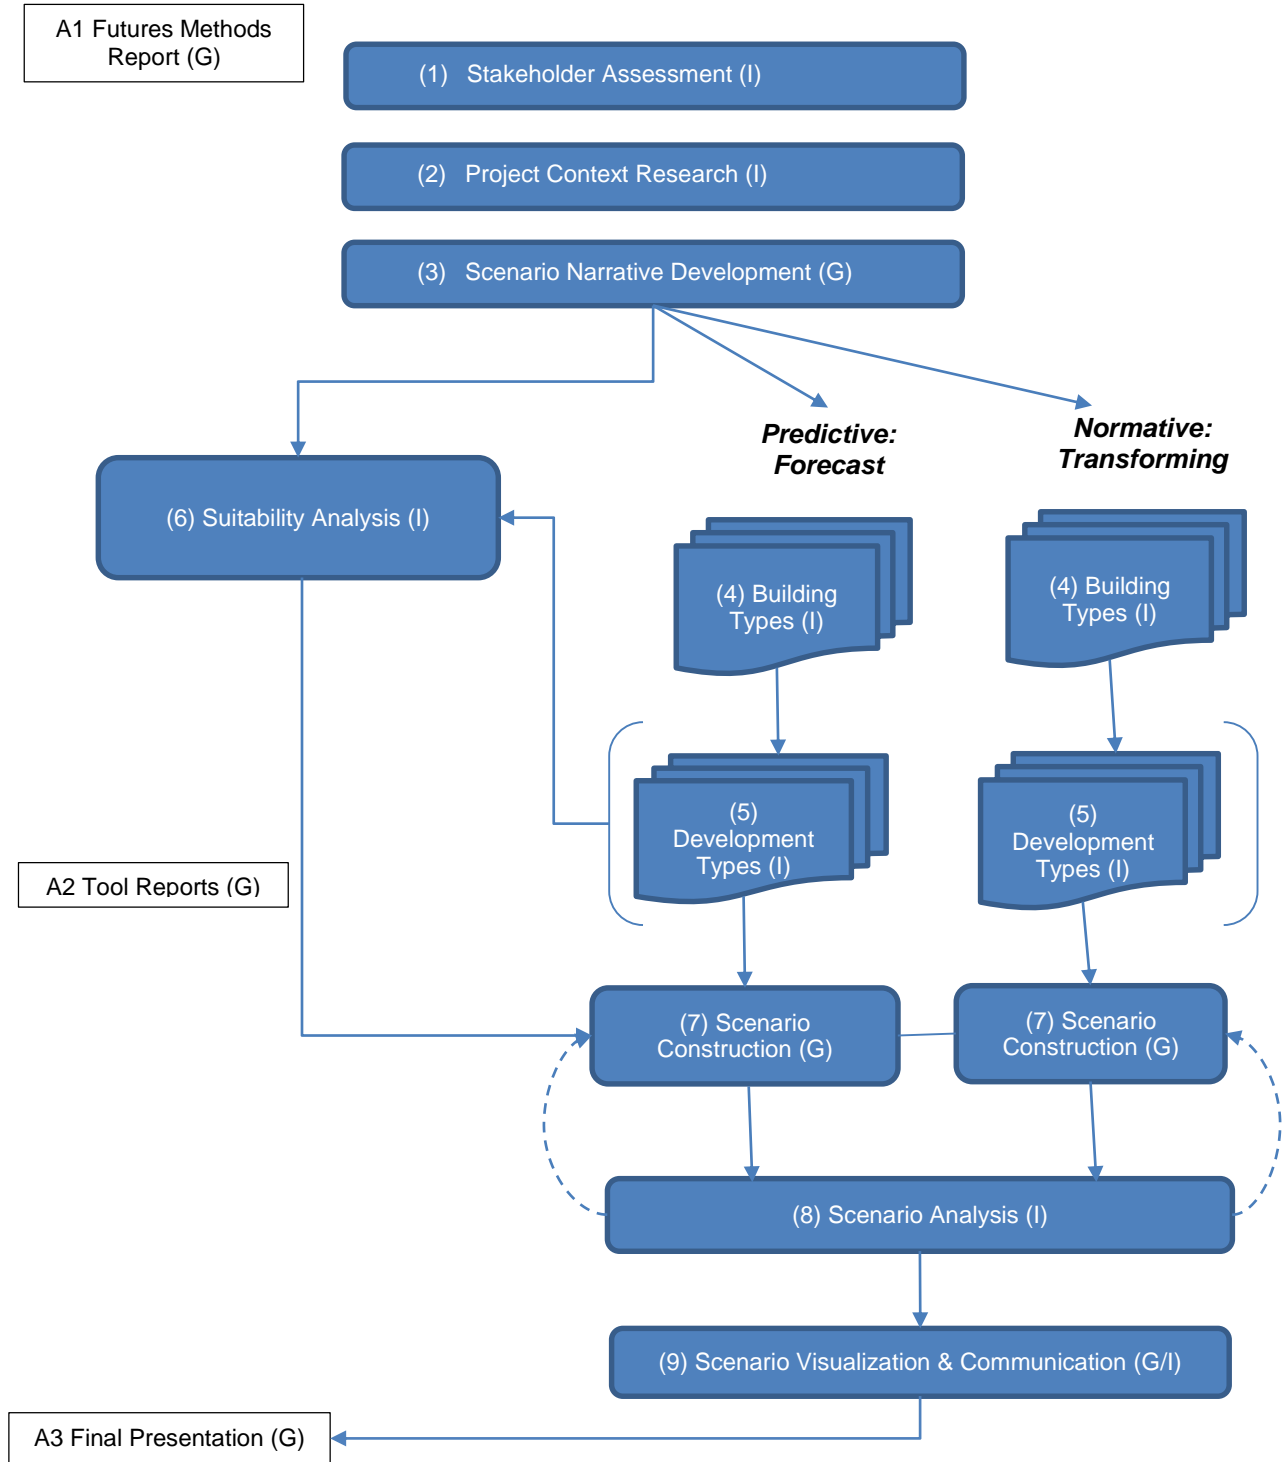 A1 Futures Methods
Report (G)
(1) Stakeholder Assessment (I)
(2) Project Context Research (I)
(3) Scenario Narrative Development (G)
Predictive:
Forecast
Normative:
Transforming
(6) Suitability Analysis (I)
(4) Building
Types (I)
(4) Building
Types (I)
(5)
Development
Types (I)
(5)
Development
Types (I)
A2 Tool Reports (G)
(7) Scenario
Construction (G)
(7) Scenario
Construction (G)
(8) Scenario Analysis (I)
(9) Scenario Visualization & Communication (G/I)
A3 Final Presentation (G)